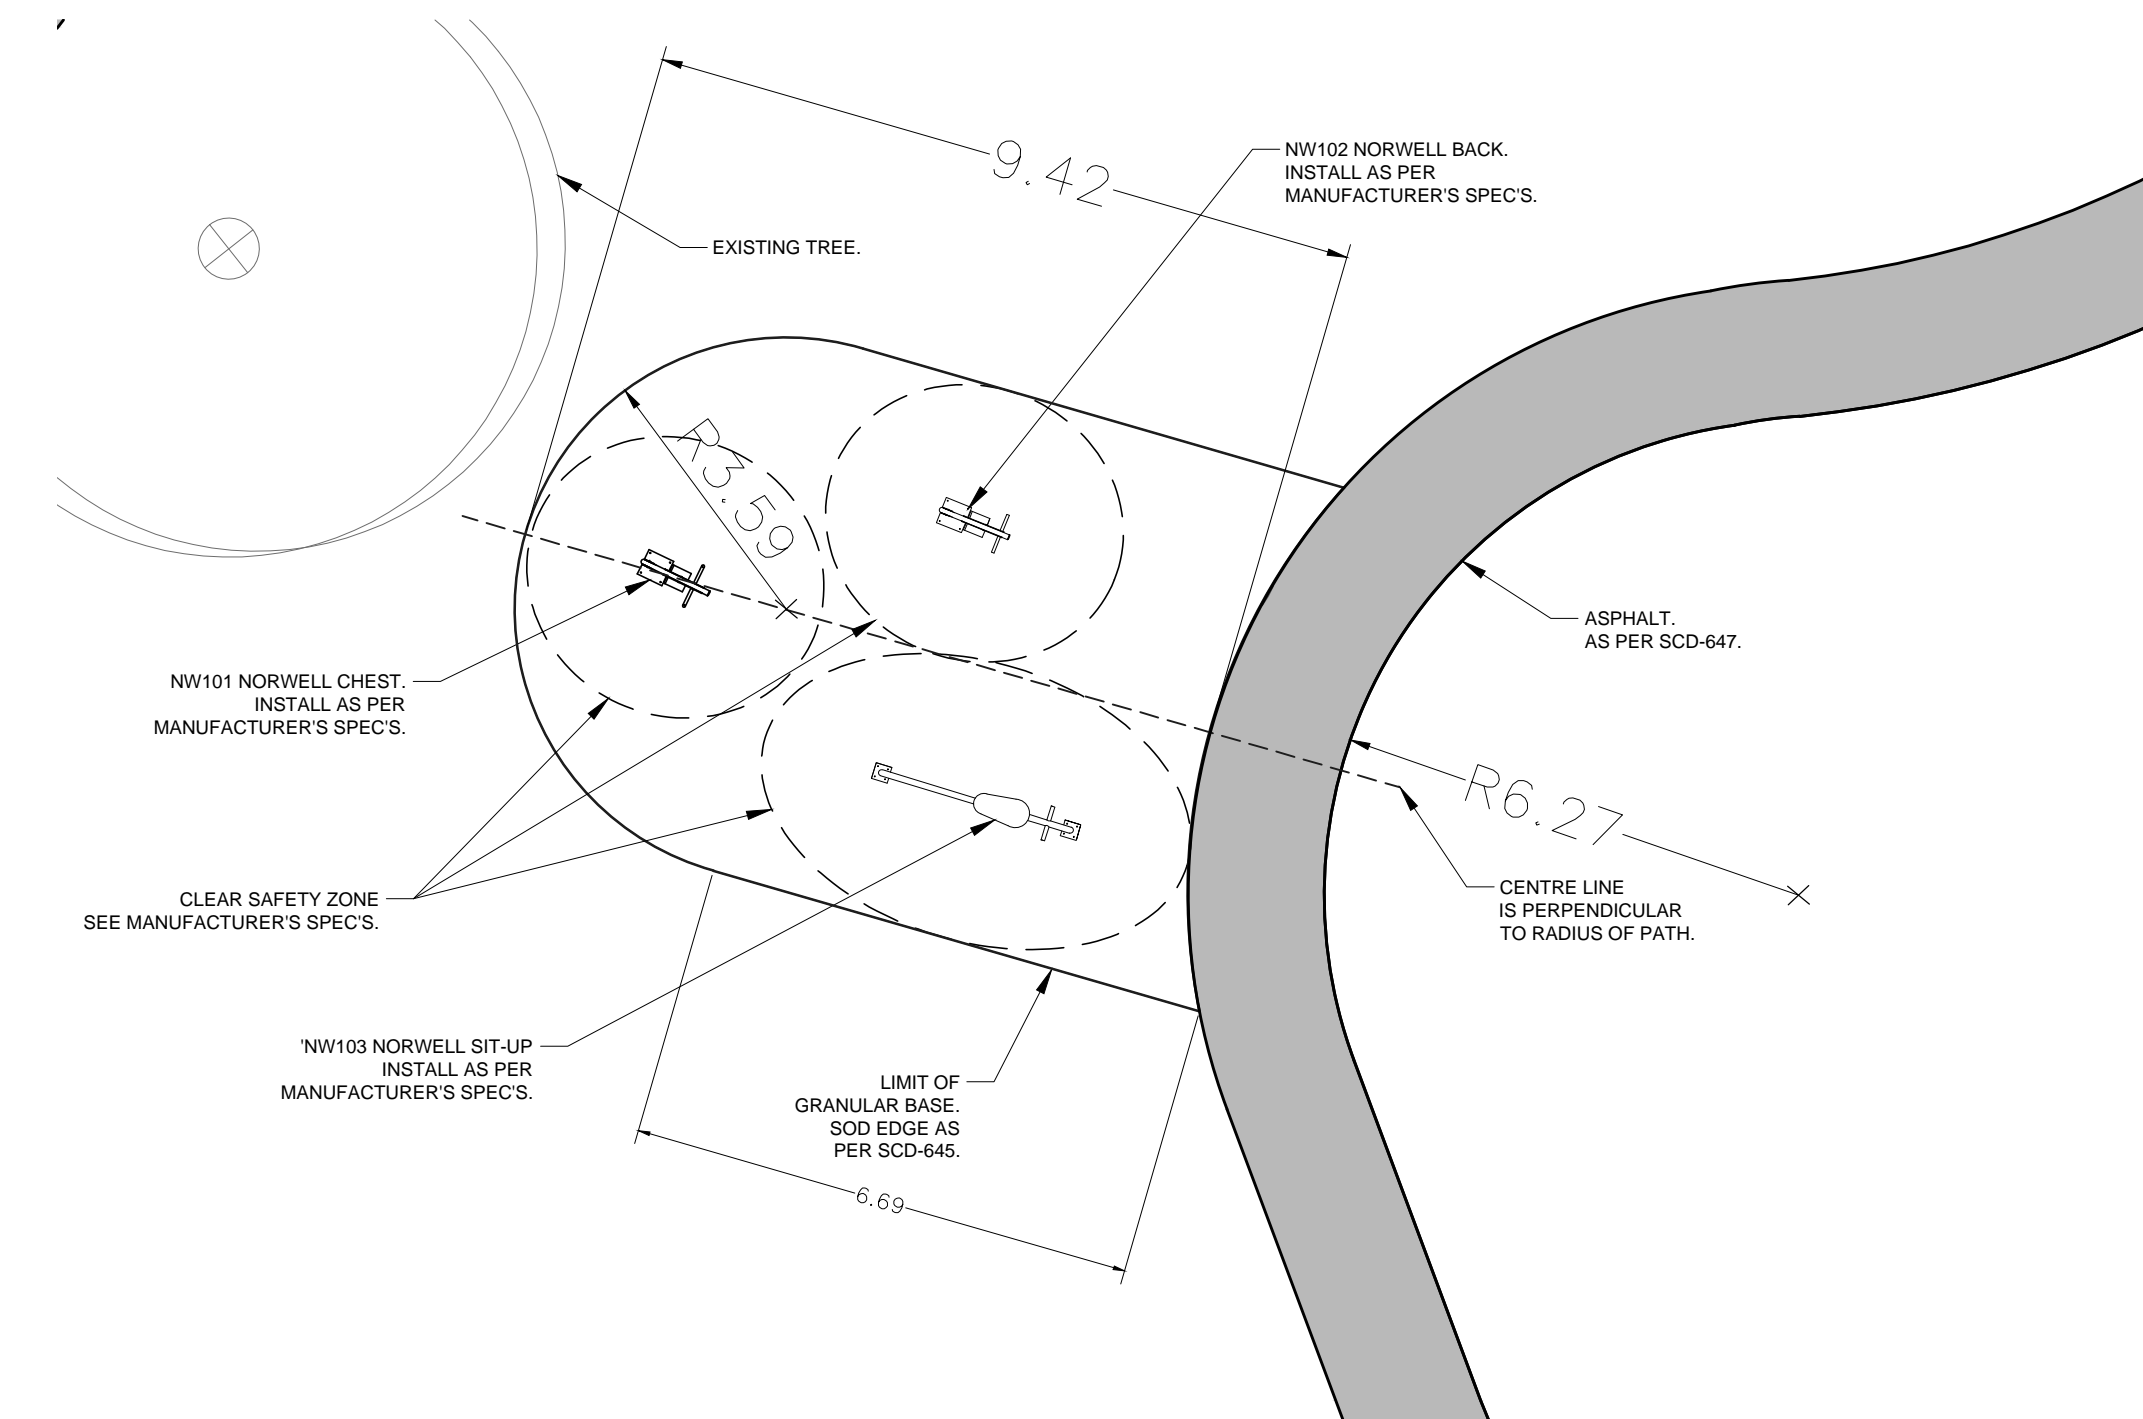 9.42
NW102 NORWELL BACK.
INSTALL AS PER
MANUFACTURER'S SPEC'S.
EXISTING TREE.
R3.59
ASPHALT.
AS PER SCD-647.
NW101 NORWELL CHEST.
INSTALL AS PER
MANUFACTURER'S SPEC'S.
R6.27
CLEAR SAFETY ZONE
SEE MANUFACTURER'S SPEC'S.
CENTRE LINE
IS PERPENDICULAR
TO RADIUS OF PATH.
'NW103 NORWELL SIT-UP
INSTALL AS PER
MANUFACTURER'S SPEC'S.
LIMIT OF
GRANULAR BASE.
SOD EDGE AS
PER SCD-645.
6.69